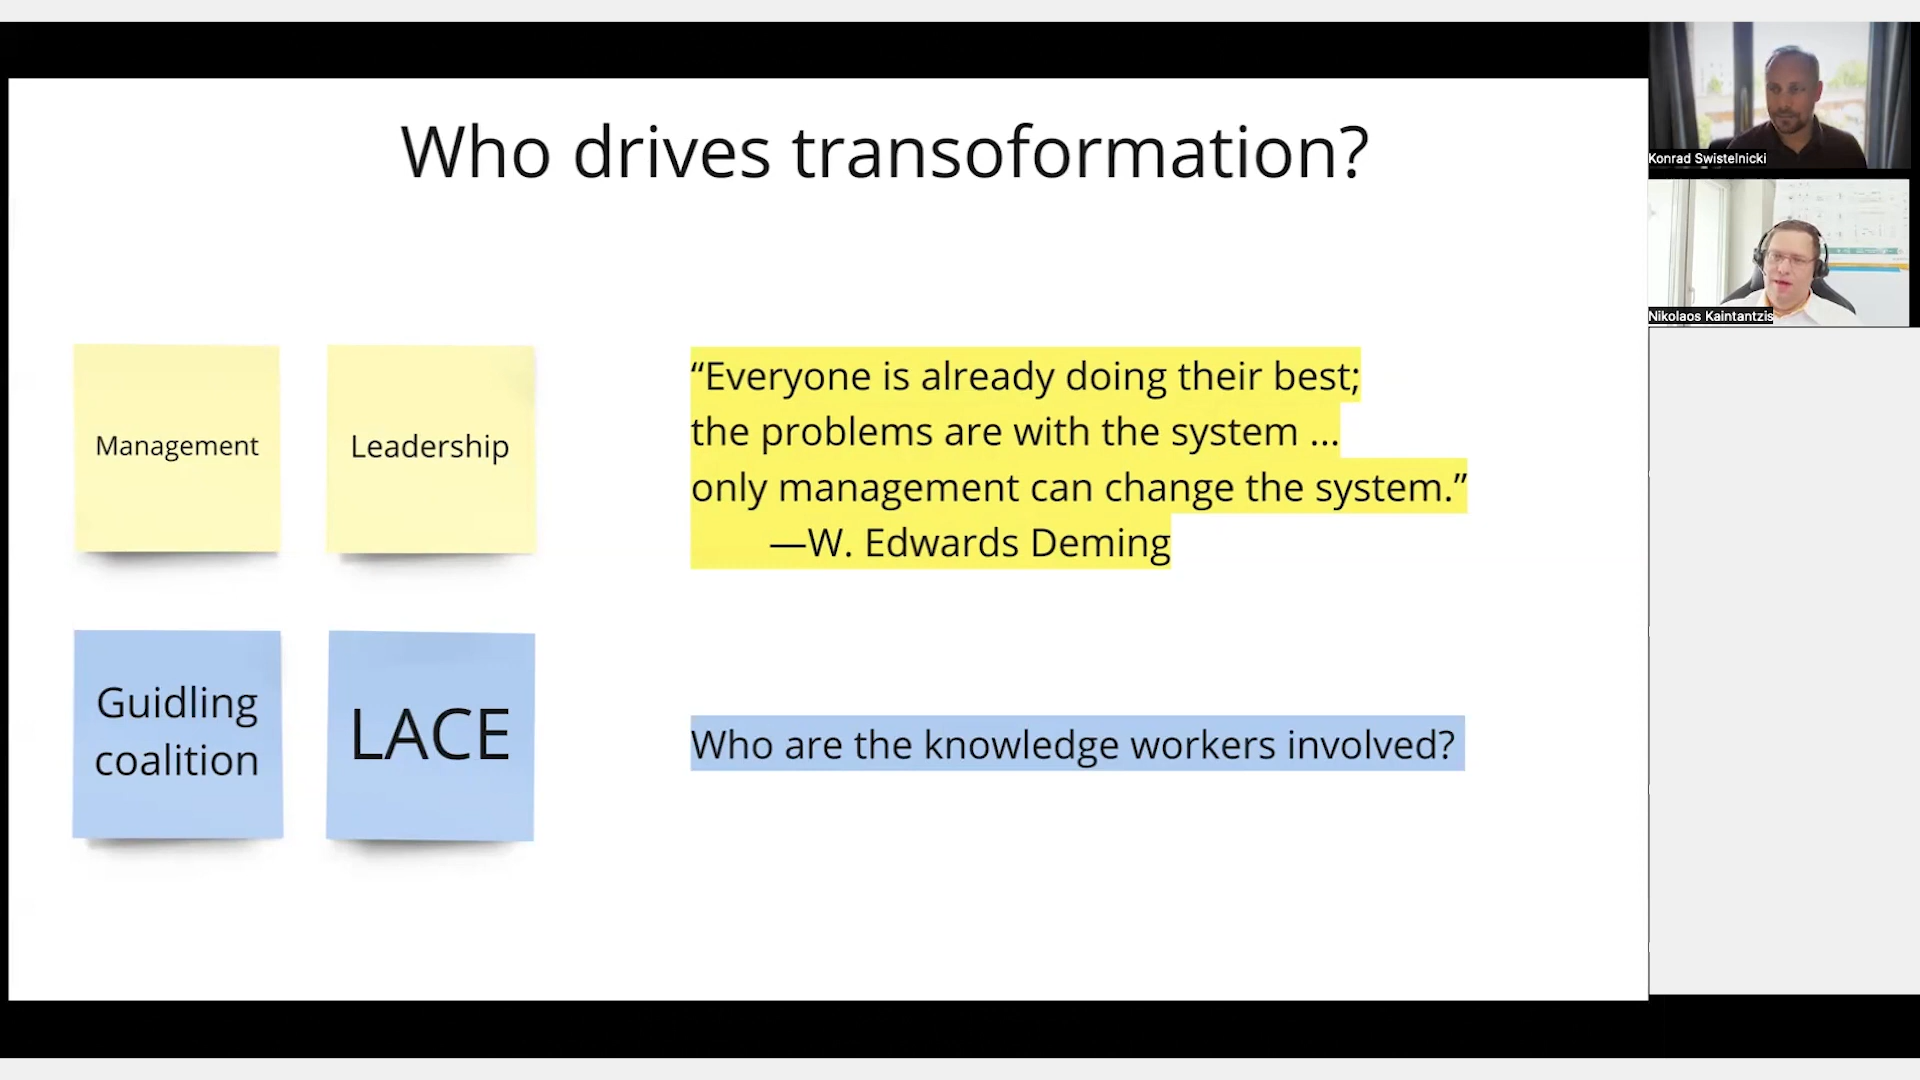 Who drives transoformation?
Konrad Swistelnicki
Nikolaos Kaintantzis
Management
Leadership
“Everyone is already doing their best;
the problems are with the system ...
only management can change the system.”
—W. Edwards Deming
Guidling
coalition
LACE
Who are the knowledge workers involved?